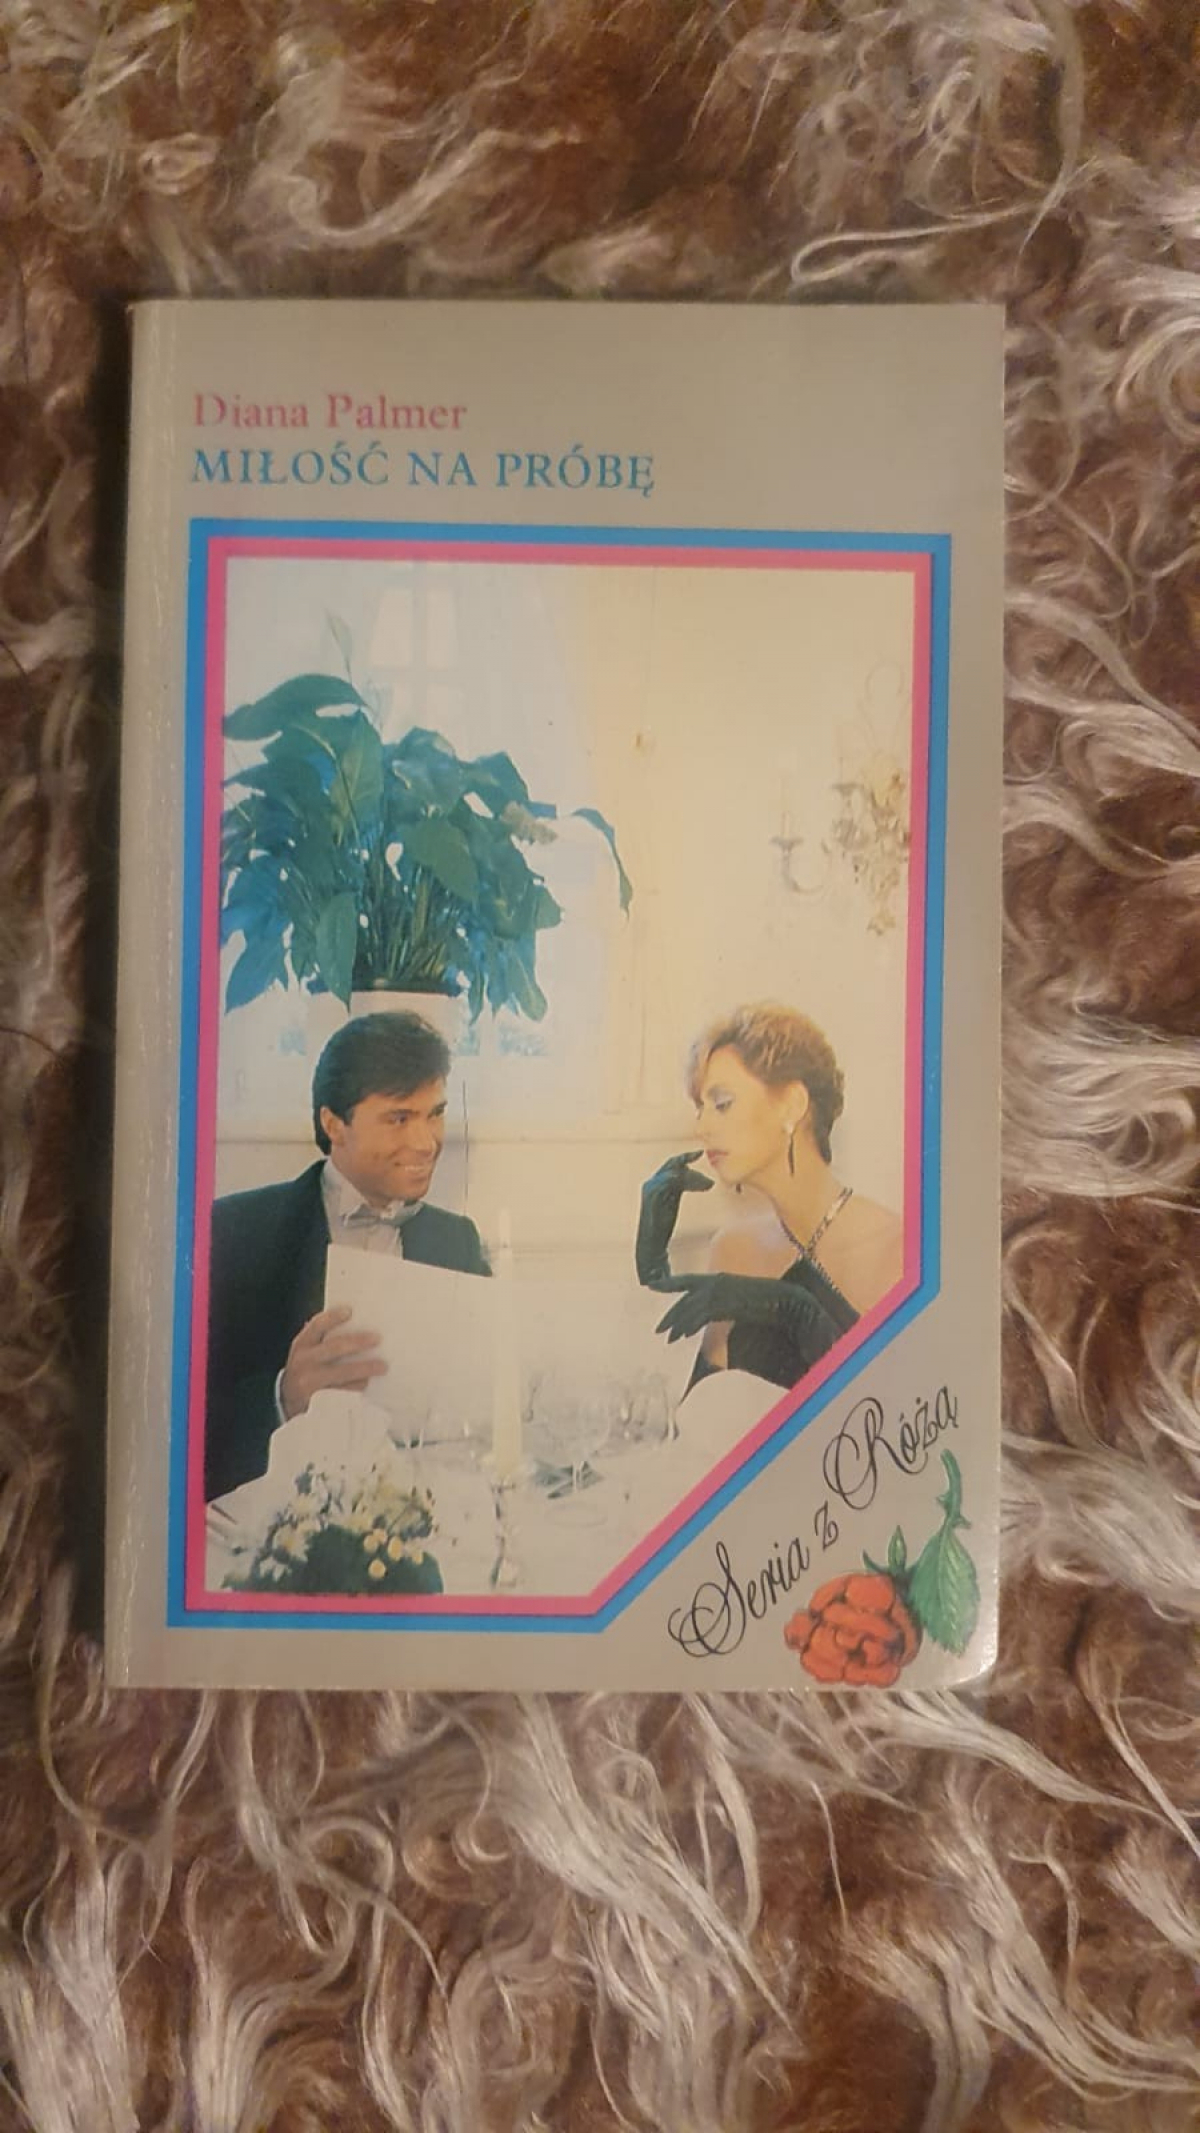 Diana Palmer
MIŁOŚĆ NA PRÓBĘ
Seria z Różą